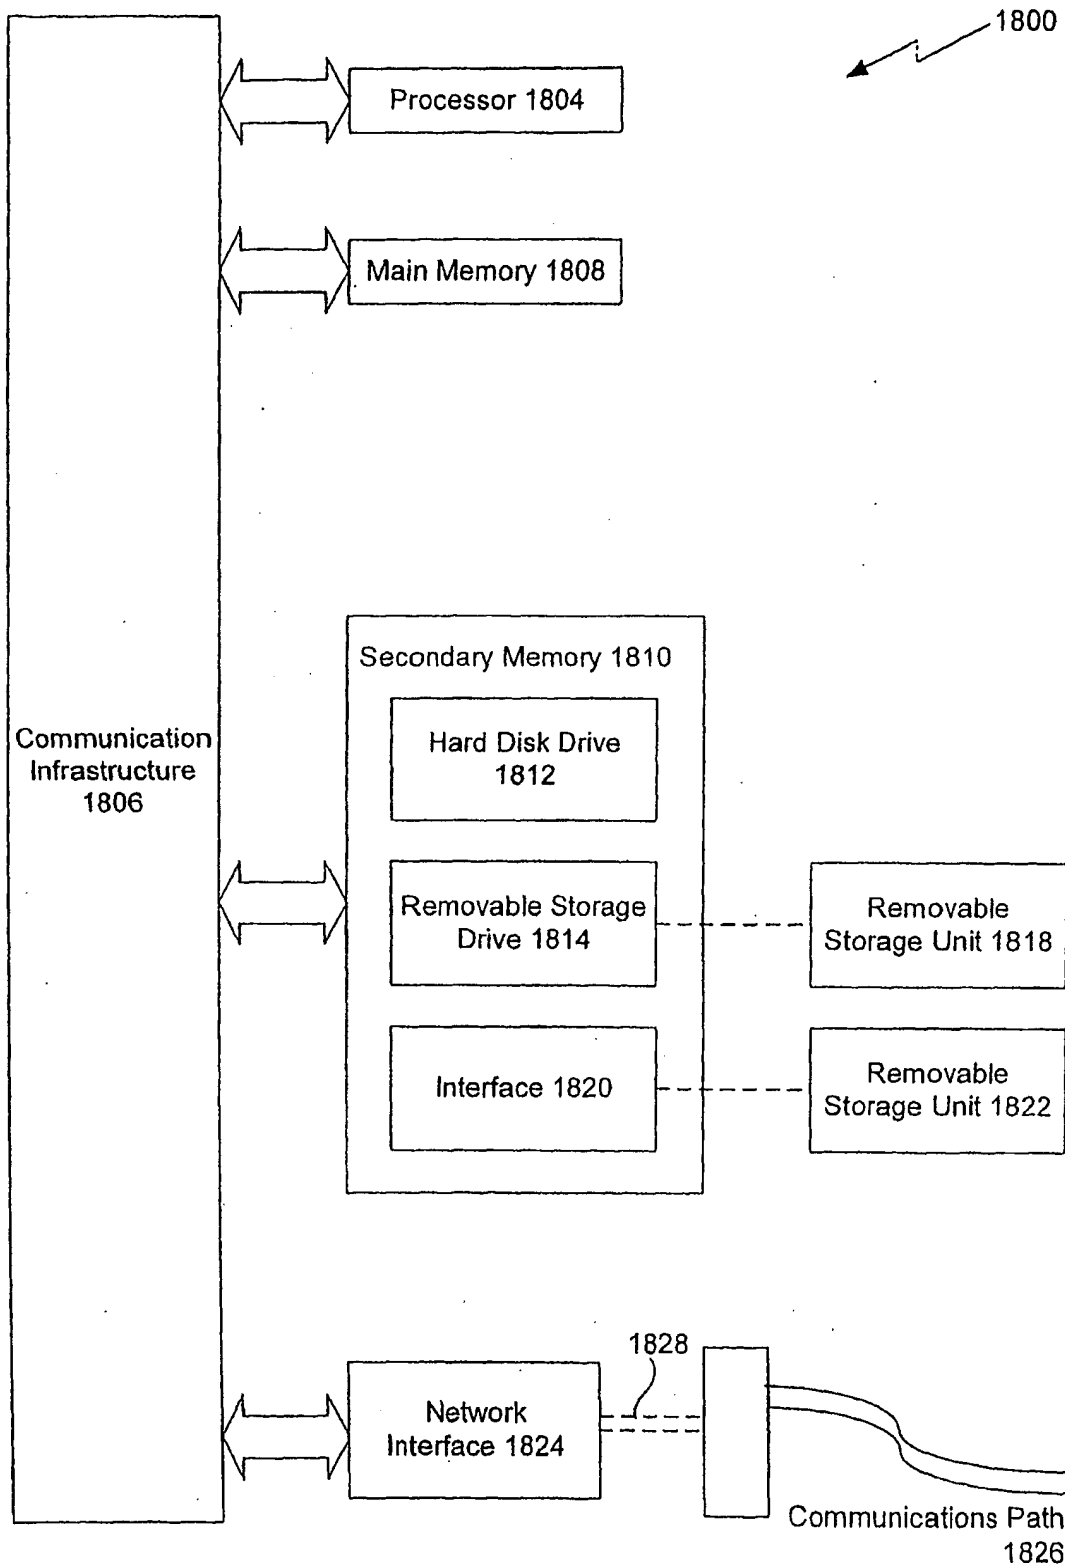 1800
Processor 1804
Main Memory 1808
Secondary Memory 1810
Hard Disk Drive
1812
Communication
Infrastructure
1806
Removable Storage
Drive 1814
Removable
Storage Unit 1818
Interface 1820
Removable
Storage Unit 1822
1828
Network
Interface 1824
Communications Path
1826